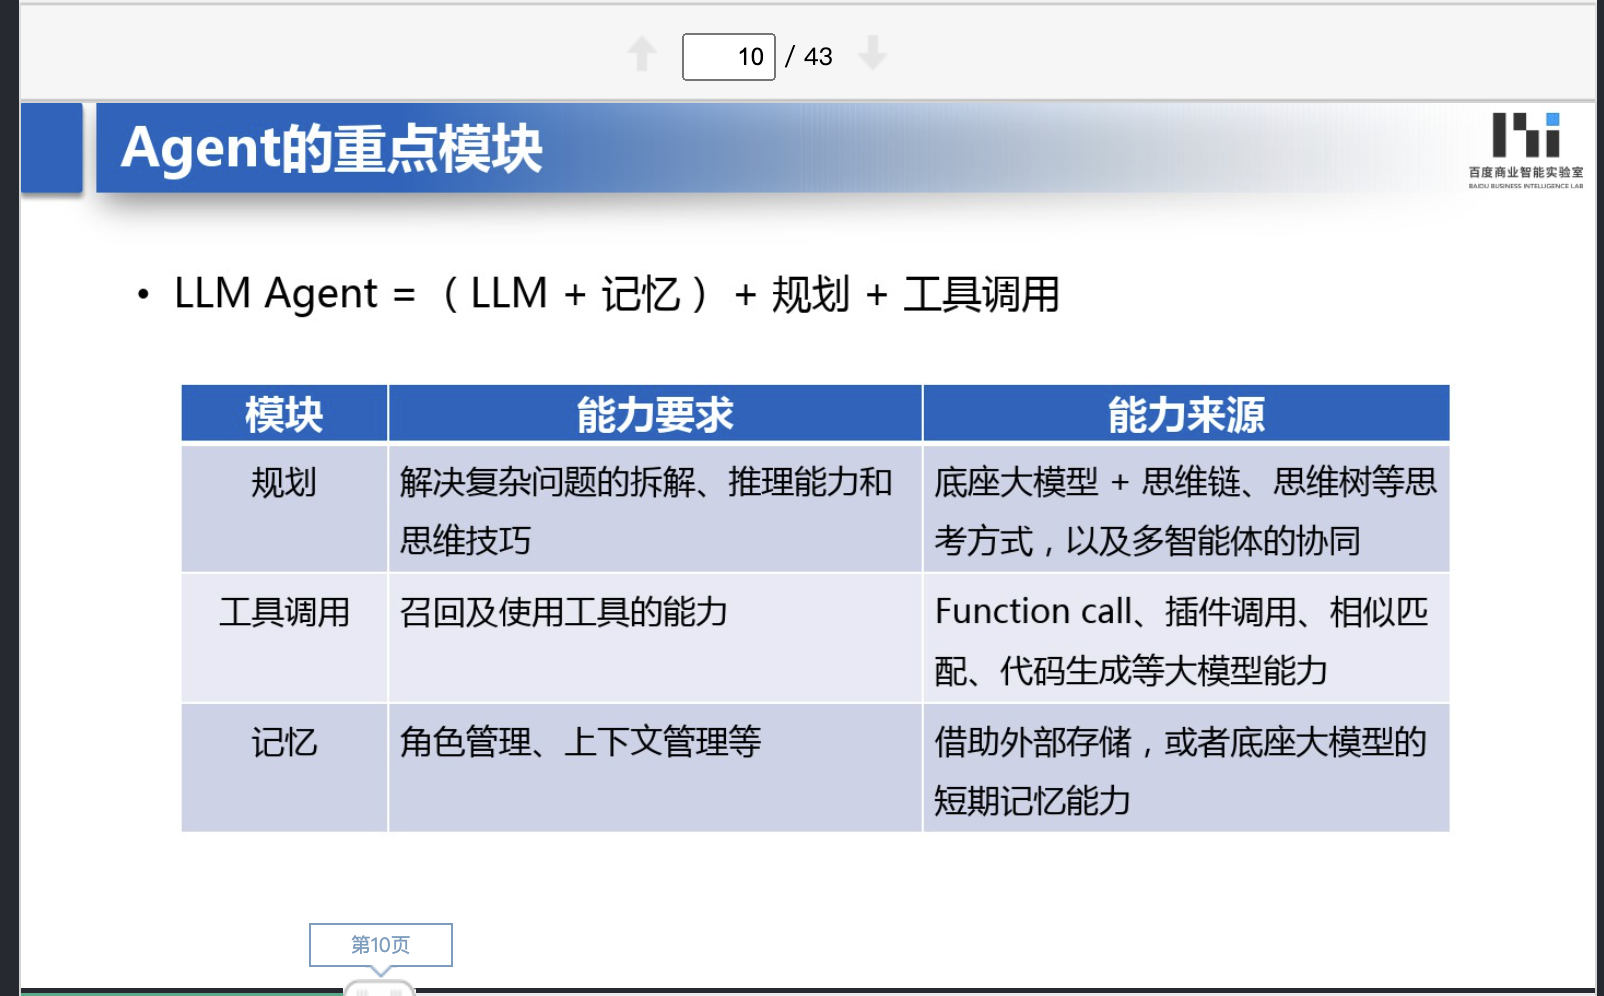 10 / 43
Agent的重点模块
百度商业智能实验室
BAIDU BUSINESS INTELLIGENCE LAB
• LLM Agent = （LLM + 记忆） + 规划 + 工具调用
模块 能力要求 能力来源
规划 解决复杂问题的拆解、推理能力和 底座大模型 + 思维链、思维树等思
思维技巧 考方式，以及多智能体的协同
工具调用 召回及使用工具的能力 Function call、插件调用、相似匹
配、代码生成等大模型能力
记忆 角色管理、上下文管理等 借助外部存储，或者底座大模型的
短期记忆能力
第10页